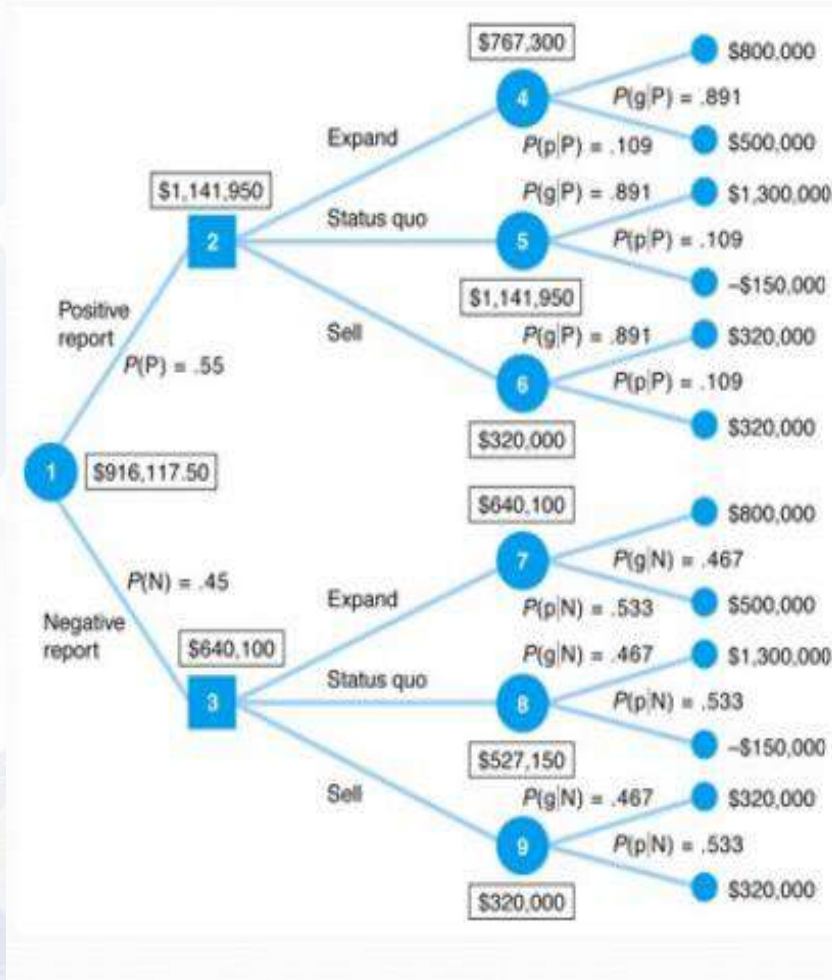 $767,300
$800,000
4
P(g|P) = .891
Expand
P(p|P) = .109
$500,000
$1,141,950
P(g|P) = .891
$1,300,000
2
Status quo
5
P(p|P) = .109
–$150,000
$1,141,950
Positive
report
Sell
P(g|P) = .891
$320,000
P(P) = .55
6
P(p|P) = .109
$320,000
$320,000
1
$916,117.50
$640,100
$800,000
7
P(g|N) = .467
P(N) = .45
Expand
P(p|N) = .533
$500,000
Negative
report
$640,100
P(g|N) = .467
$1,300,000
3
Status quo
8
P(p|N) = .533
–$150,000
$527,150
Sell
P(g|N) = .467
$320,000
9
P(p|N) = .533
$320,000
$320,000